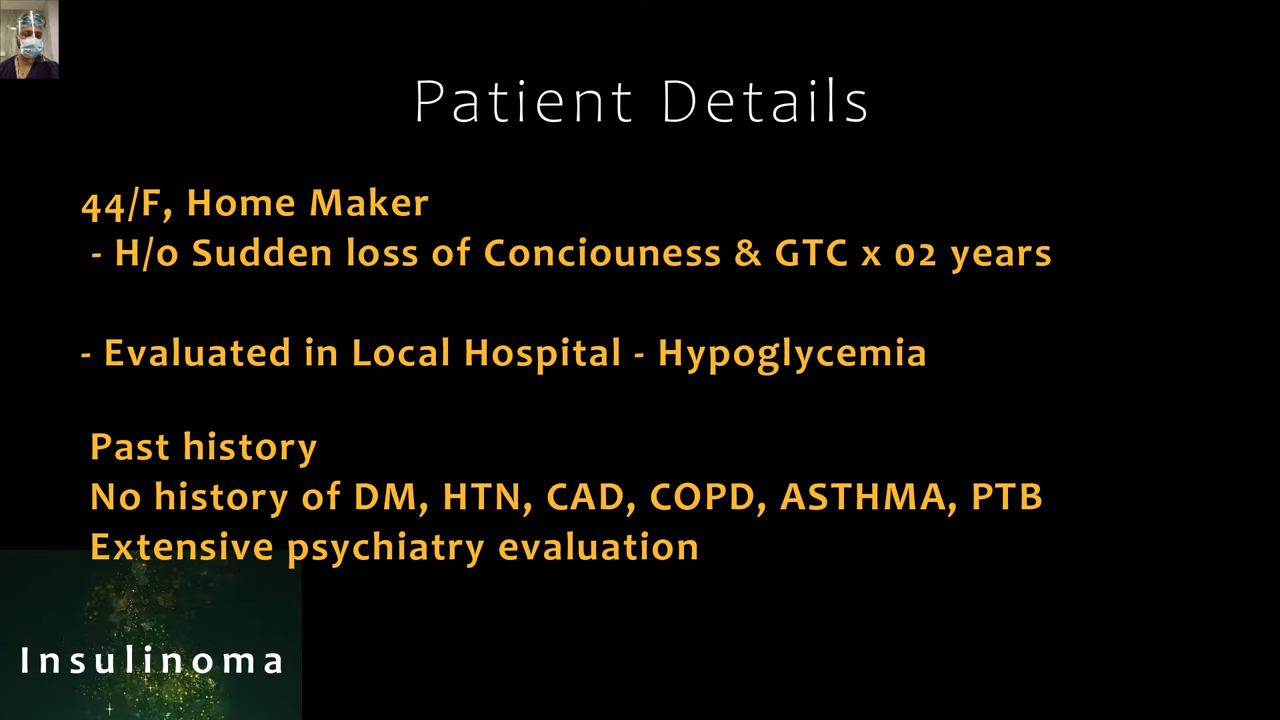 Patient Details
44/F, Home Maker
- H/o Sudden loss of Conciouness & GTC x 02 years
- Evaluated in Local Hospital - Hypoglycemia
Past history
No history of DM, HTN, CAD, COPD, ASTHMA, PTB
Extensive psychiatry evaluation
Insulinoma